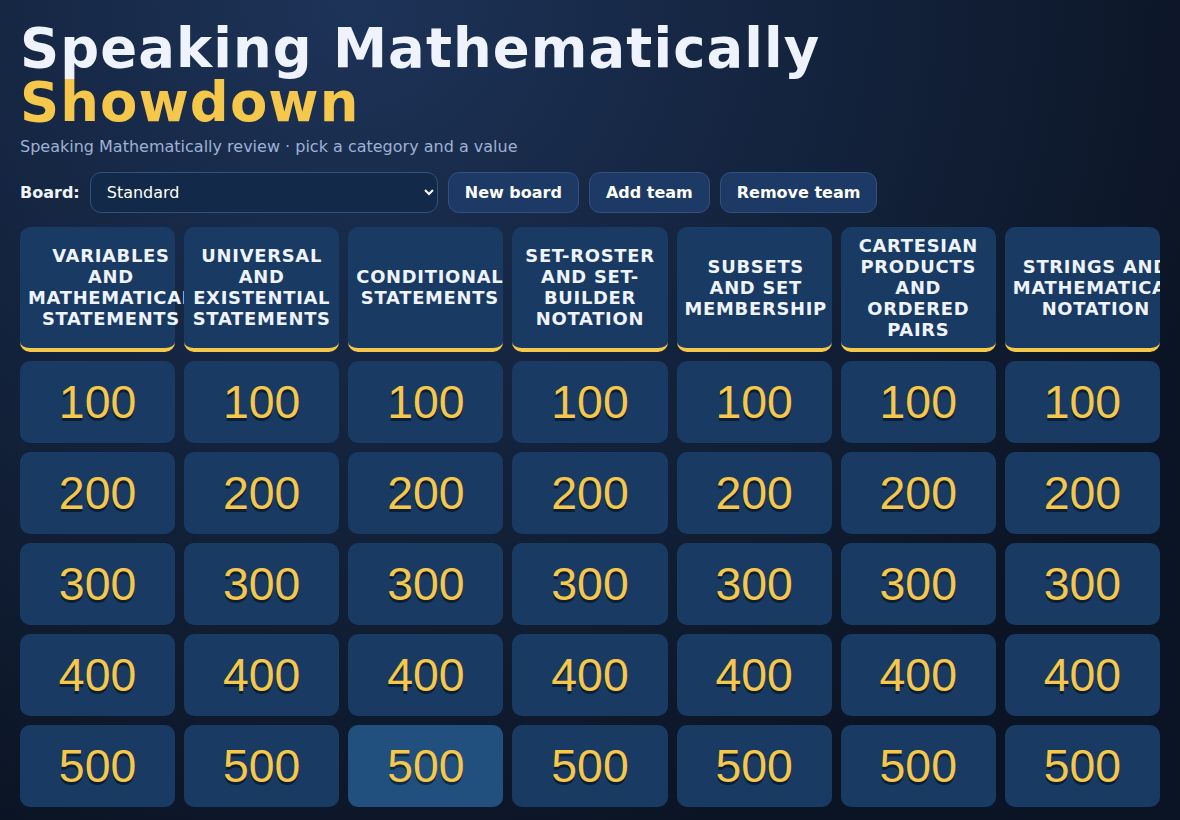 Speaking Mathematically
Showdown
Speaking Mathematically review · pick a category and a value
Board:
Standard
New board
Add team
Remove team
VARIABLES
AND
MATHEMATICAL
STATEMENTS
UNIVERSAL
AND
EXISTENTIAL
STATEMENTS
CONDITIONAL
STATEMENTS
SET-ROSTER
AND SET-
BUILDER
NOTATION
SUBSETS
AND SET
MEMBERSHIP
CARTESIAN
PRODUCTS
AND
ORDERED
PAIRS
STRINGS AND
MATHEMATICAL
NOTATION
100 100 100 100 100 100 100
200 200 200 200 200 200 200
300 300 300 300 300 300 300
400 400 400 400 400 400 400
500 500 500 500 500 500 500